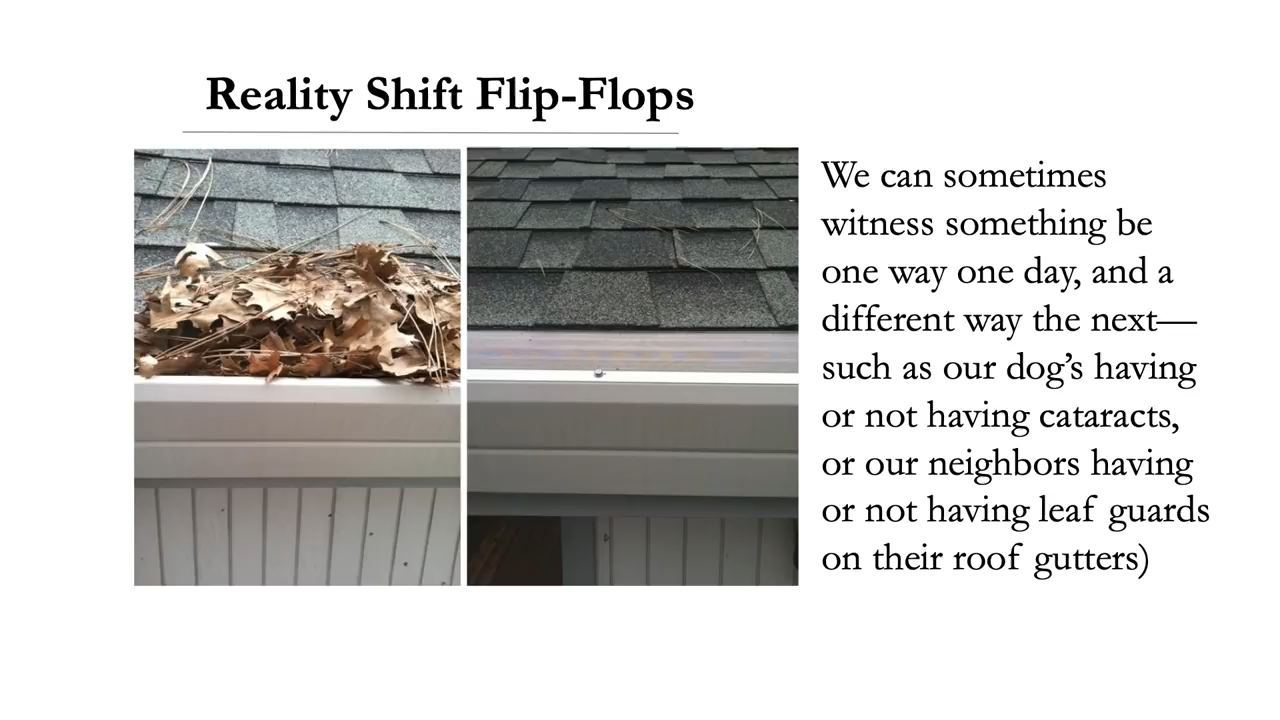 Reality Shift Flip-Flops
We can sometimes
witness something be
one way one day, and a
different way the next—
such as our dog’s having
or not having cataracts,
or our neighbors having
or not having leaf guards
on their roof gutters)